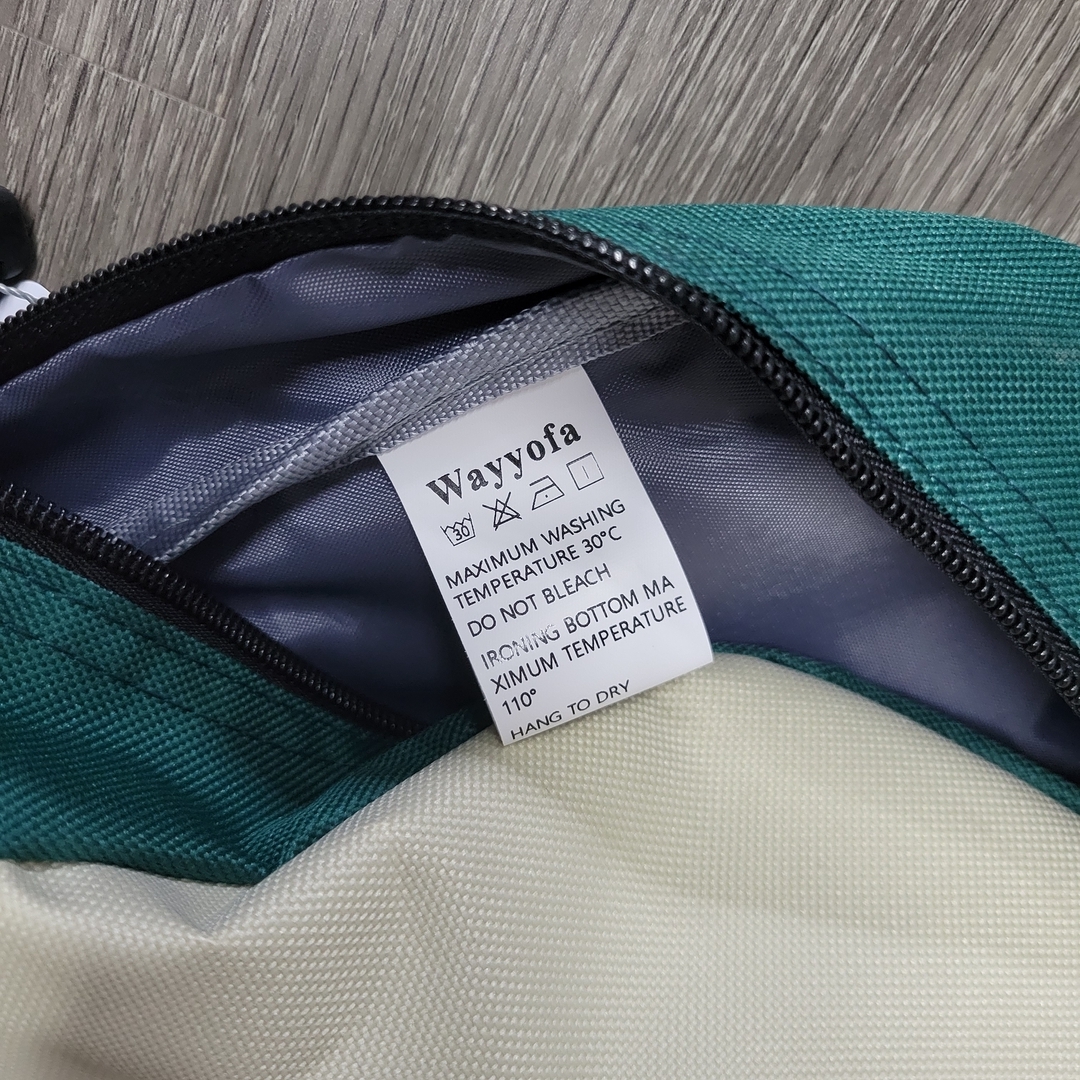 Wayyofa
30
MAXIMUM WASHING
TEMPERATURE 30°C
DO NOT BLEACH
IRONING BOTTOM MA
XIMUM TEMPERATURE
110°
HANG TO DRY